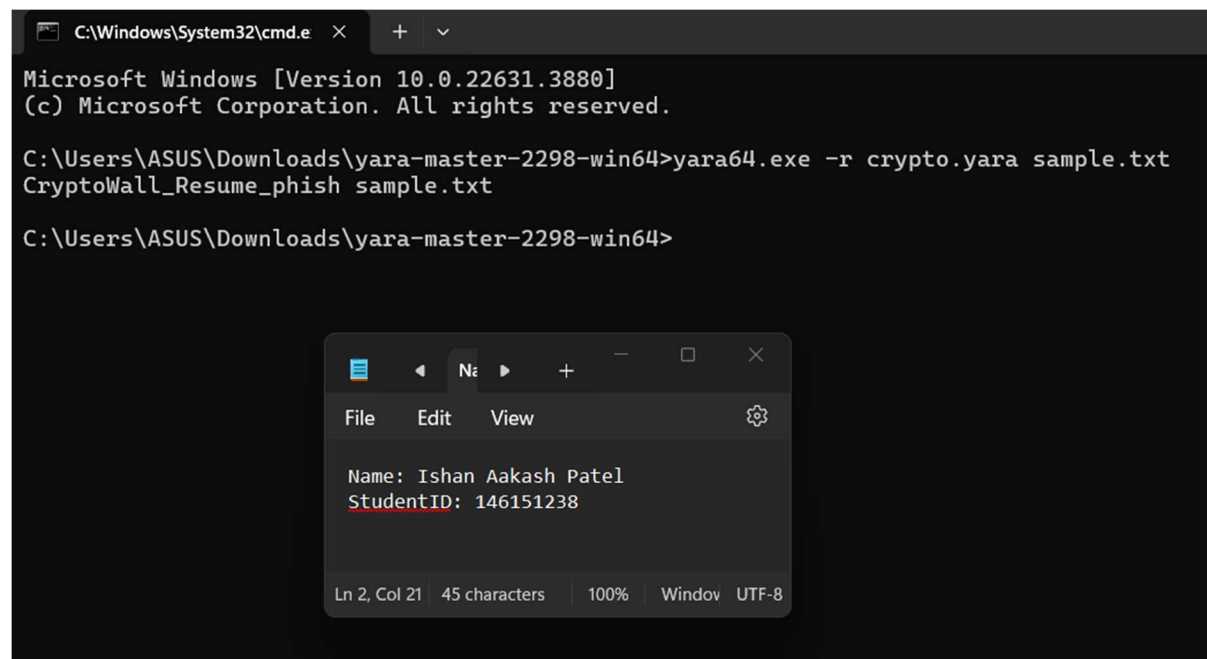 C:\Windows\System32\cmd.e
Microsoft Windows [Version 10.0.22631.3880]
(c) Microsoft Corporation. All rights reserved.
C:\Users\ASUS\Downloads\yara-master-2298-win64>yara64.exe -r crypto.yara sample.txt
CryptoWall_Resume_phish sample.txt
C:\Users\ASUS\Downloads\yara-master-2298-win64>
Na
File Edit View
Name: Ishan Aakash Patel
StudentID: 146151238
Ln 2, Col 21 45 characters 100% Window UTF-8